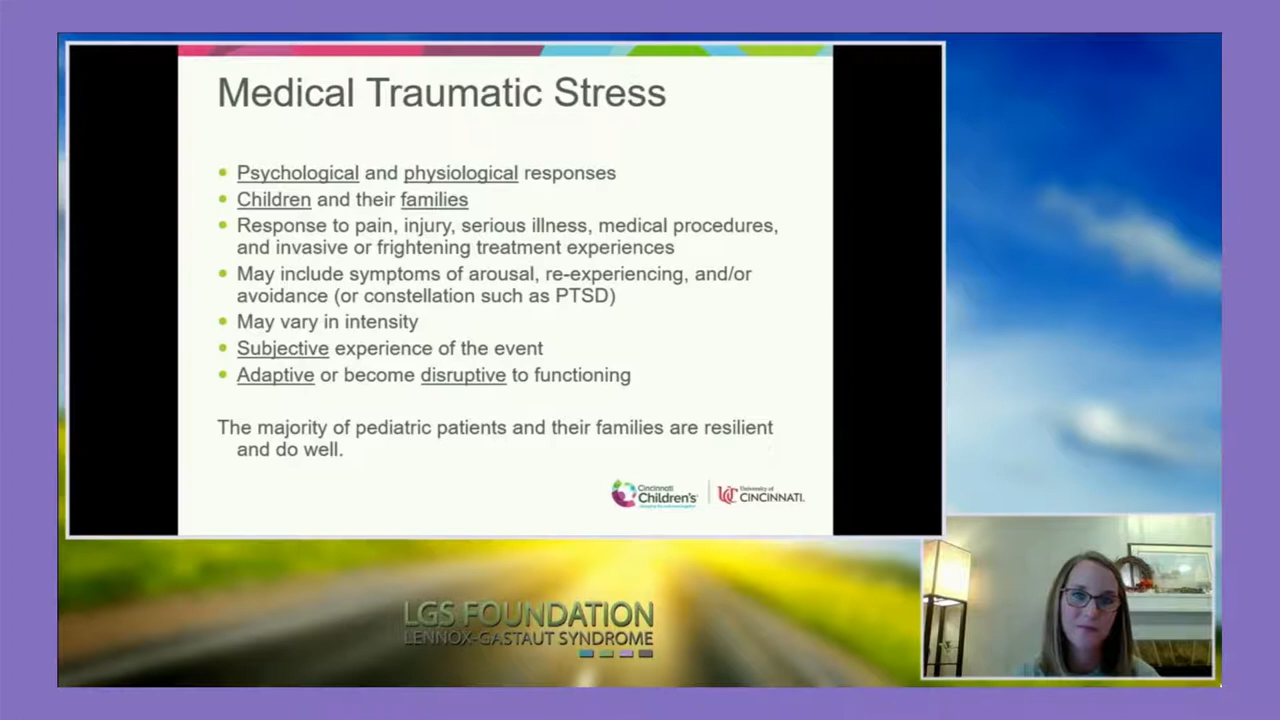 Medical Traumatic Stress
Psychological and physiological responses
Children and their families
Response to pain, injury, serious illness, medical procedures,
and invasive or frightening treatment experiences
May include symptoms of arousal, re-experiencing, and/or
avoidance (or constellation such as PTSD)
May vary in intensity
Subjective experience of the event
Adaptive or become disruptive to functioning
The majority of pediatric patients and their families are resilient
and do well.
Cincinnati
Children's
University of
CINCINNATI
LGS FOUNDATION
LENNOX-GASTAUT SYNDROME